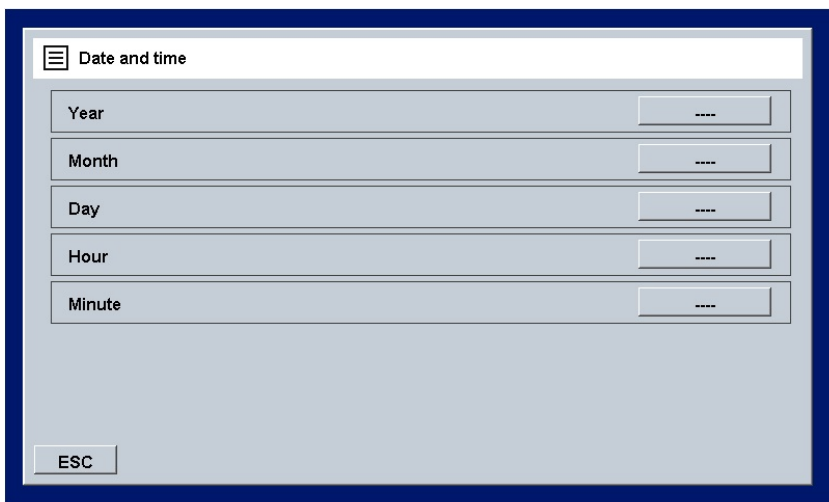 Date and time
Year ----
Month ----
Day ----
Hour ----
Minute ----
ESC